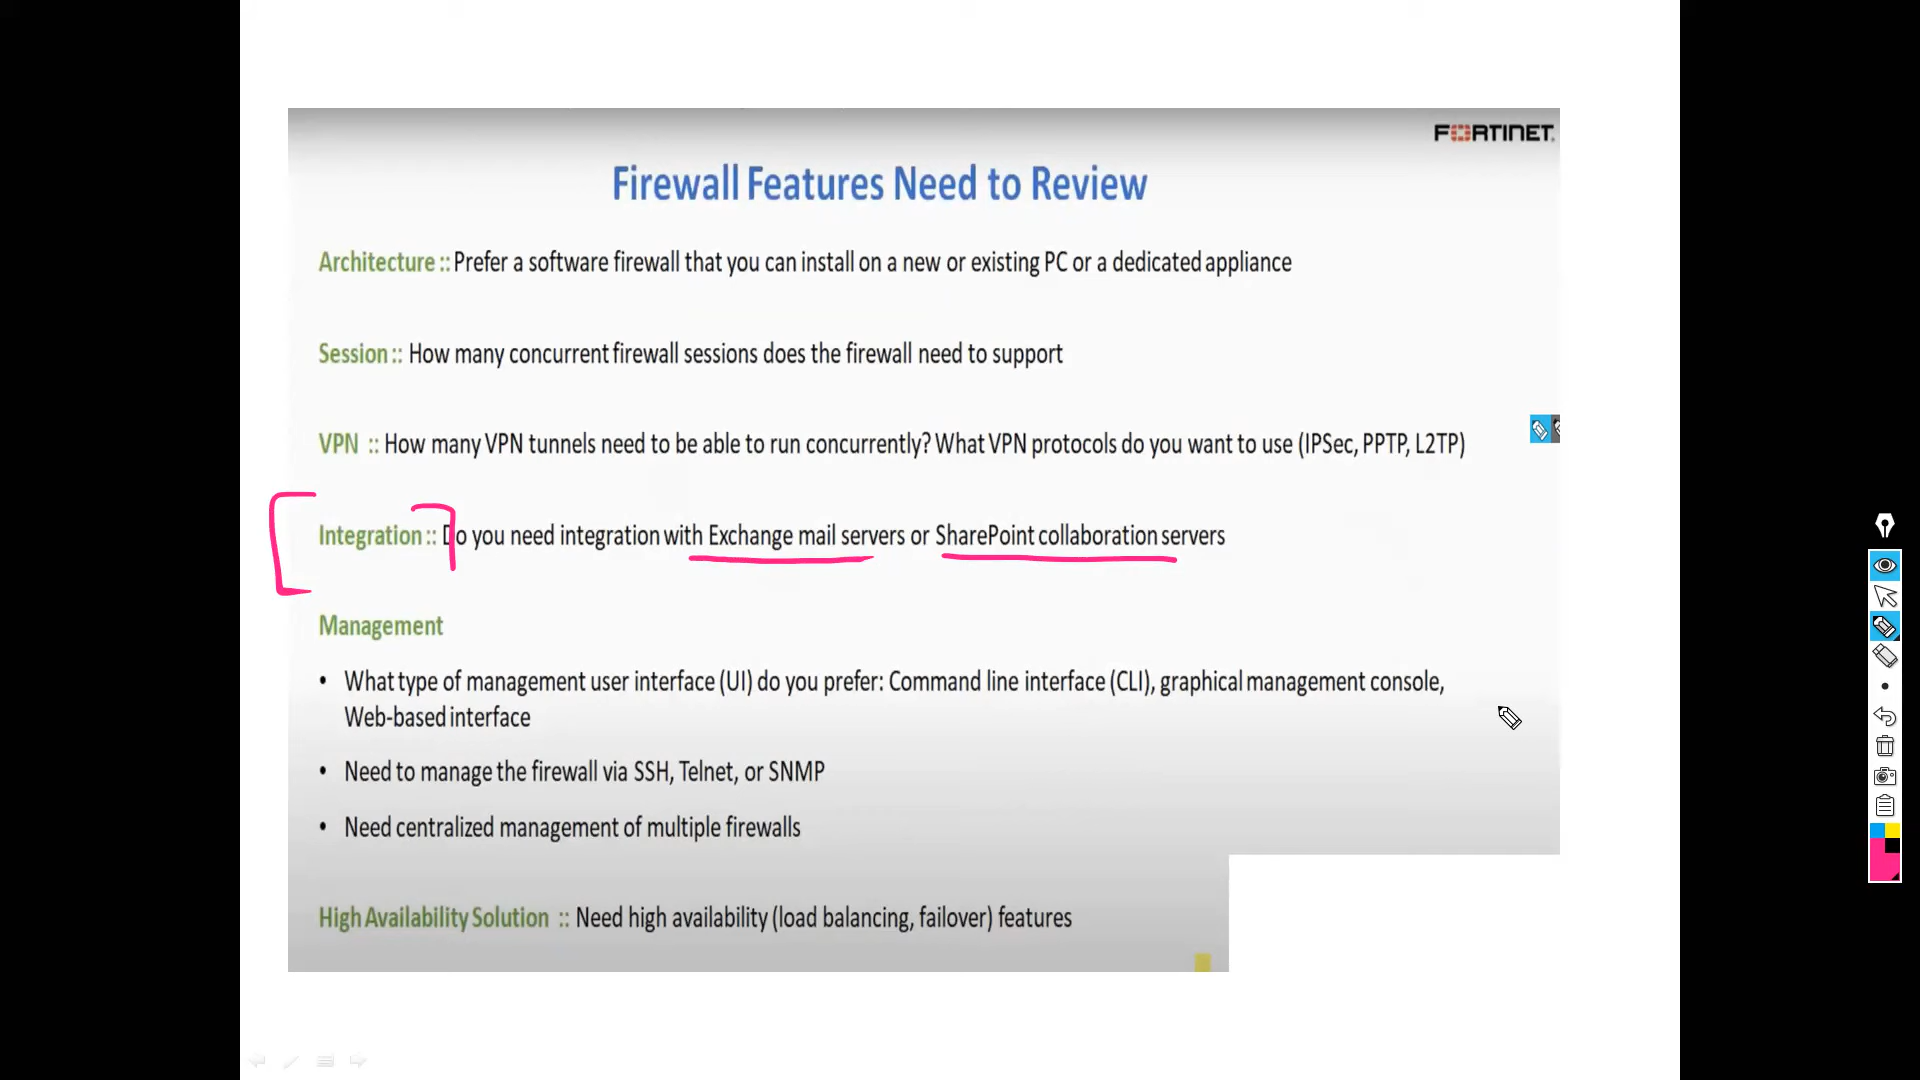 FORTINET
Firewall Features Need to Review
Architecture :: Prefer a software firewall that you can install on a new or existing PC or a dedicated appliance
Session :: How many concurrent firewall sessions does the firewall need to support
VPN :: How many VPN tunnels need to be able to run concurrently? What VPN protocols do you want to use (IPSec, PPTP, L2TP)
Integration :: Do you need integration with Exchange mail servers or SharePoint collaboration servers
Management
• What type of management user interface (UI) do you prefer: Command line interface (CLI), graphical management console,
Web-based interface
• Need to manage the firewall via SSH, Telnet, or SNMP
• Need centralized management of multiple firewalls
High Availability Solution :: Need high availability (load balancing, failover) features